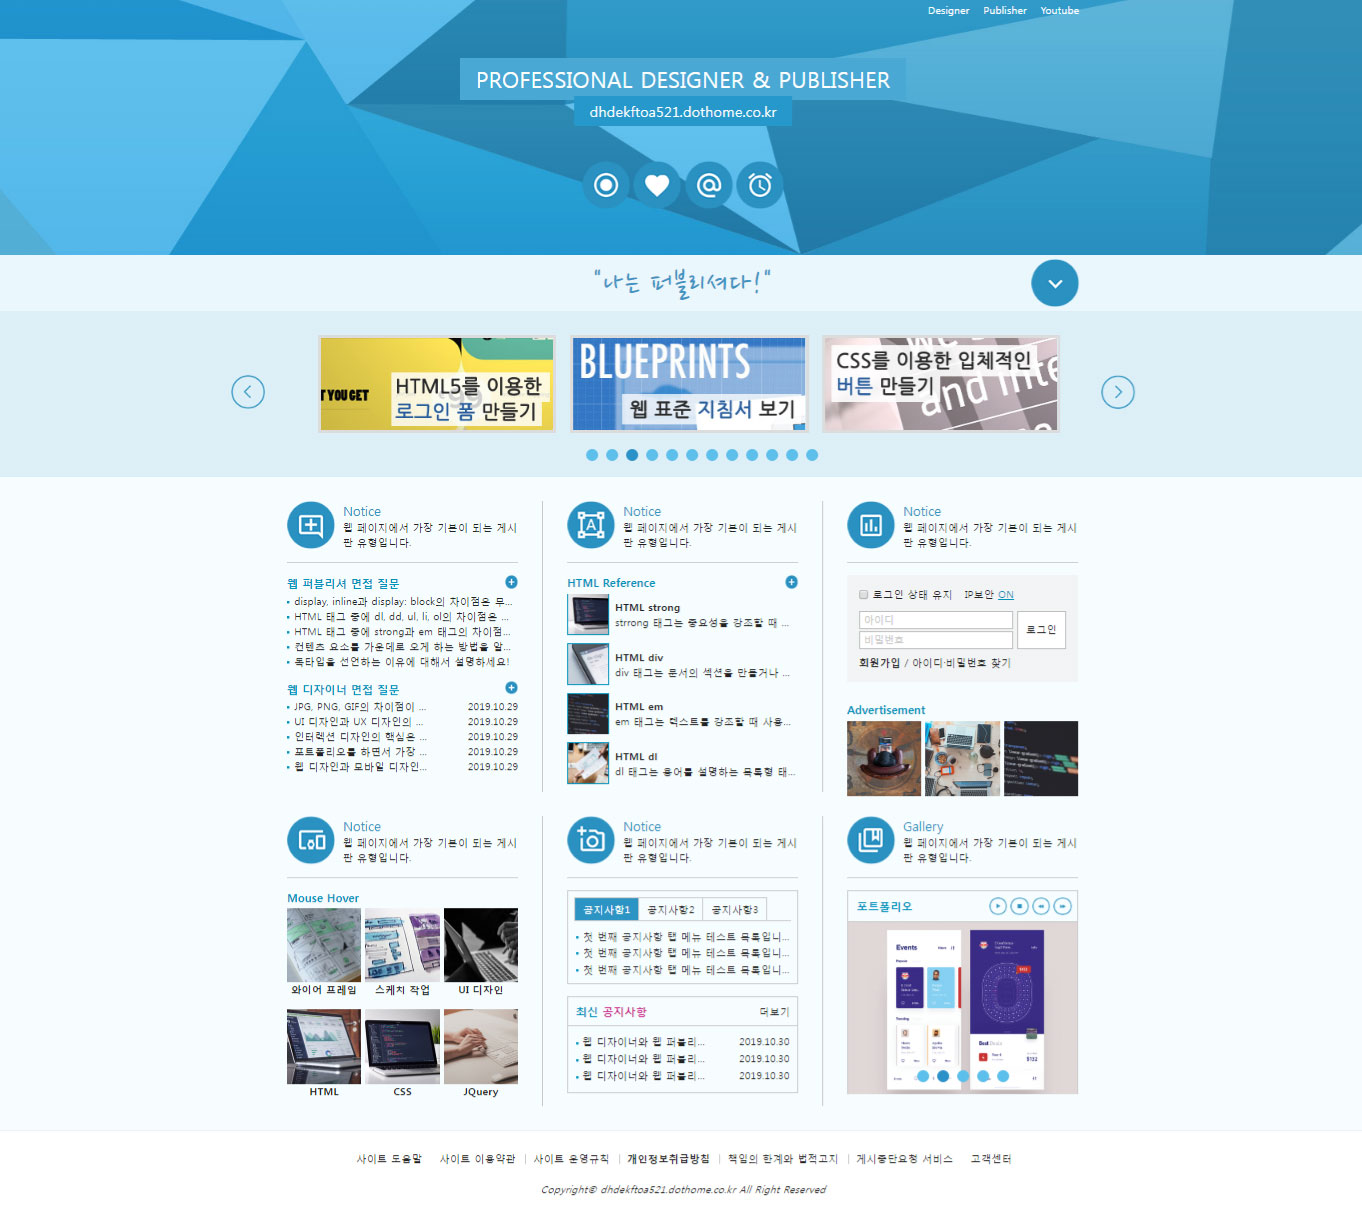 Designer Publisher Youtube
PROFESSIONAL DESIGNER & PUBLISHER
dhdekftoa521.dothome.co.kr
"나는 퍼블리셔다!"
T YOU GET
HTML5를 이용한
로그인 폼 만들기
BLUEPRINTS
웹 표준 지침서 보기
CSS를 이용한 입체적인
버튼 만들기
and inte
Notice
웹 페이지에서 가장 기본이 되는 게시
판 유형입니다.
웹 퍼블리셔 면접 질문
display, inline과 display: block의 차이점은 무...
HTML 태그 중에 dl, dd, ul, li, ol의 차이점은 ...
HTML 태그 중에 strong과 em 태그의 차이점...
컨텐츠 요소를 가운데로 오게 하는 방법을 알...
독타입을 선언하는 이유에 대해서 설명하세요!
웹 디자이너 면접 질문
JPG, PNG, GIF의 차이점이 ... 2019.10.29
UI 디자인과 UX 디자인의 ... 2019.10.29
인터렉션 디자인의 핵심은 ... 2019.10.29
포트폴리오를 하면서 가장 ... 2019.10.29
웹 디자인과 모바일 디자인... 2019.10.29
Notice
웹 페이지에서 가장 기본이 되는 게시
판 유형입니다.
HTML Reference
HTML strong
strrong 태그는 중요성을 강조할 때 ...
HTML div
div 태그는 문서의 섹션을 만들거나 ...
HTML em
em 태그는 텍스트를 강조할 때 사용...
HTML dl
dl 태그는 용어를 설명하는 목록형 태...
Notice
웹 페이지에서 가장 기본이 되는 게시
판 유형입니다.
로그인 상태 유지 IP보안 ON
아이디
비밀번호
로그인
회원가입 / 아이디·비밀번호 찾기
Advertisement
Notice
웹 페이지에서 가장 기본이 되는 게시
판 유형입니다.
Mouse Hover
와이어 프레임 스케치 작업 UI 디자인
HTML CSS JQuery
Notice
웹 페이지에서 가장 기본이 되는 게시
판 유형입니다.
공지사항1 공지사항2 공지사항3
첫 번째 공지사항 탭 메뉴 테스트 목록입니...
첫 번째 공지사항 탭 메뉴 테스트 목록입니...
첫 번째 공지사항 탭 메뉴 테스트 목록입니...
최신 공지사항 더보기
웹 디자이너와 웹 퍼블리... 2019.10.30
웹 디자이너와 웹 퍼블리... 2019.10.30
웹 디자이너와 웹 퍼블리... 2019.10.30
Gallery
웹 페이지에서 가장 기본이 되는 게시
판 유형입니다.
포트폴리오
Events
사이트 도움말 사이트 이용약관 사이트 운영규칙 개인정보취급방침 책임의 한계와 법적고지 게시중단요청 서비스 고객센터
Copyright© dhdekftoa521.dothome.co.kr All Right Reserved